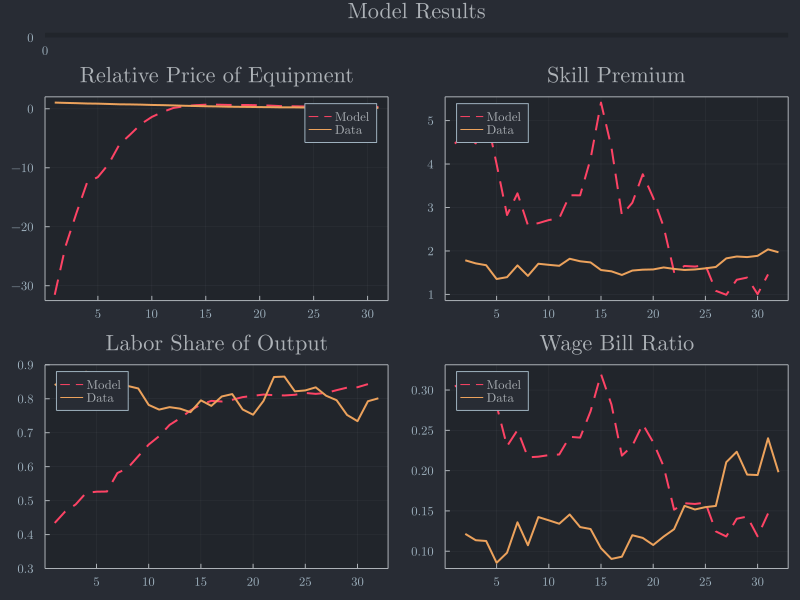 Model Results
0
0
Relative Price of Equipment
Model
Data
0
−10
−20
−30
5 10 15 20 25 30
Skill Premium
Model
Data
5
4
3
2
1
5 10 15 20 25 30
Labor Share of Output
Model
Data
0.9
0.8
0.7
0.6
0.5
0.4
0.3
5 10 15 20 25 30
Wage Bill Ratio
Model
Data
0.30
0.25
0.20
0.15
0.10
5 10 15 20 25 30